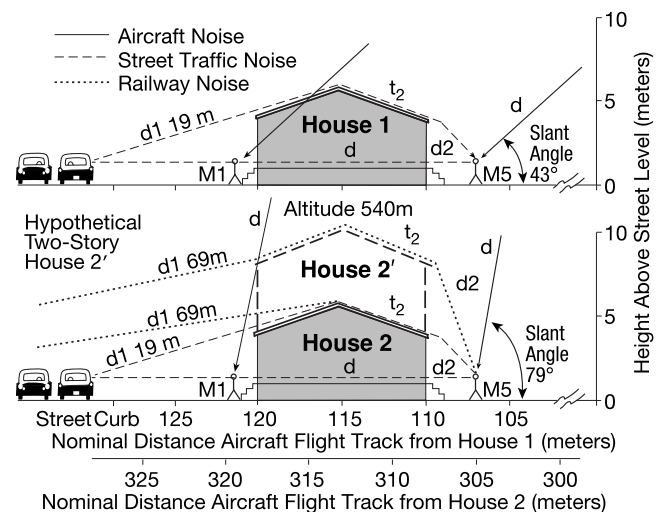 Aircraft Noise
Street Traffic Noise
Railway Noise
10
5
0
Height Above Street Level (meters)
d1 19 m
t2
d
House 1
d
d2
M1
M5
Slant
Angle
43°
Hypothetical
Two-Story
House 2′
d
Altitude 540m
t2
10
5
0
d1 69m
House 2′
d2
d
d1 69m
t2
d1 19 m
House 2
d
d2
M1
M5
Slant
Angle
79°
Street Curb 125 120 115 110 105
Nominal Distance Aircraft Flight Track from House 1 (meters)
325 320 315 310 305 300
Nominal Distance Aircraft Flight Track from House 2 (meters)